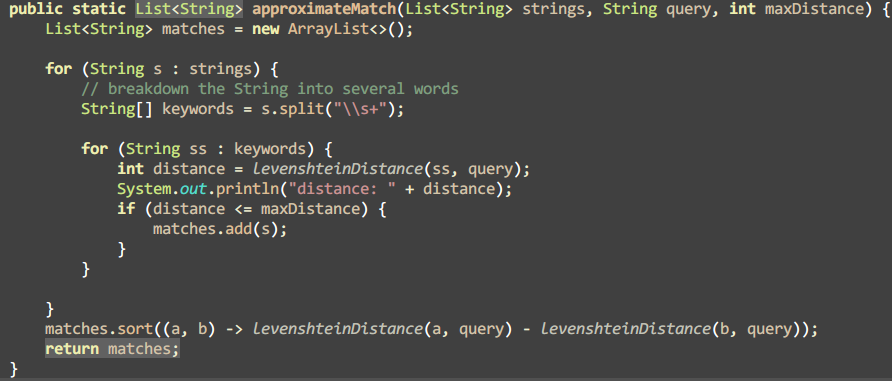 public static List<String> approximateMatch(List<String> strings, String query, int maxDistance) {
List<String> matches = new ArrayList<>();
for (String s : strings) {
// breakdown the String into several words
String[] keywords = s.split("\\s+");
for (String ss : keywords) {
int distance = levenshteinDistance(ss, query);
System.out.println("distance: " + distance);
if (distance <= maxDistance) {
matches.add(s);
}
}
}
matches.sort((a, b) -> levenshteinDistance(a, query) - levenshteinDistance(b, query));
return matches;
}